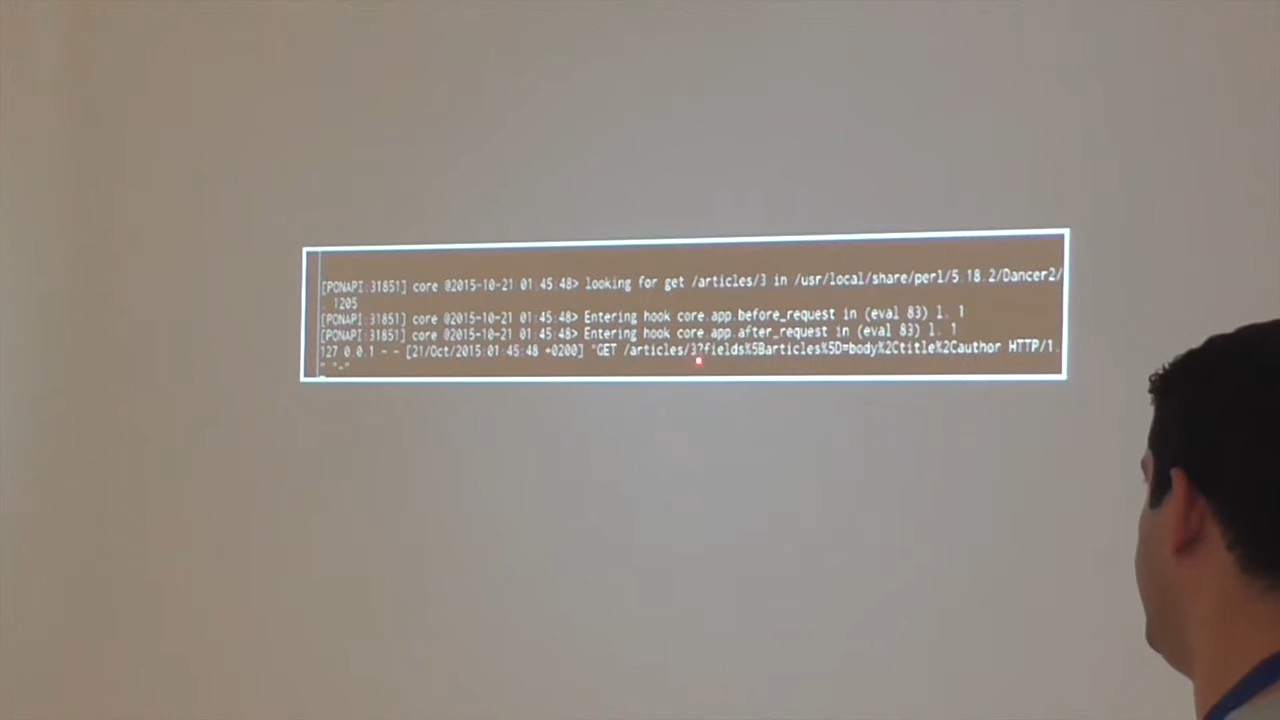 [PONAPI:31851] core @2015-10-21 01:45:48> looking for get /articles/3 in /usr/local/share/perl/5.18.2/Dancer2/
. 1205
[PONAPI:31851] core @2015-10-21 01:45:48> Entering hook core.app.before_request in (eval 83) l. 1
[PONAPI:31851] core @2015-10-21 01:45:48> Entering hook core.app.after_request in (eval 83) l. 1
127.0.0.1 - - [21/Oct/2015:01:45:48 +0200] "GET /articles/3?fields%5Barticles%5D=body%2Ctitle%2Cauthor HTTP/1.
" "-"